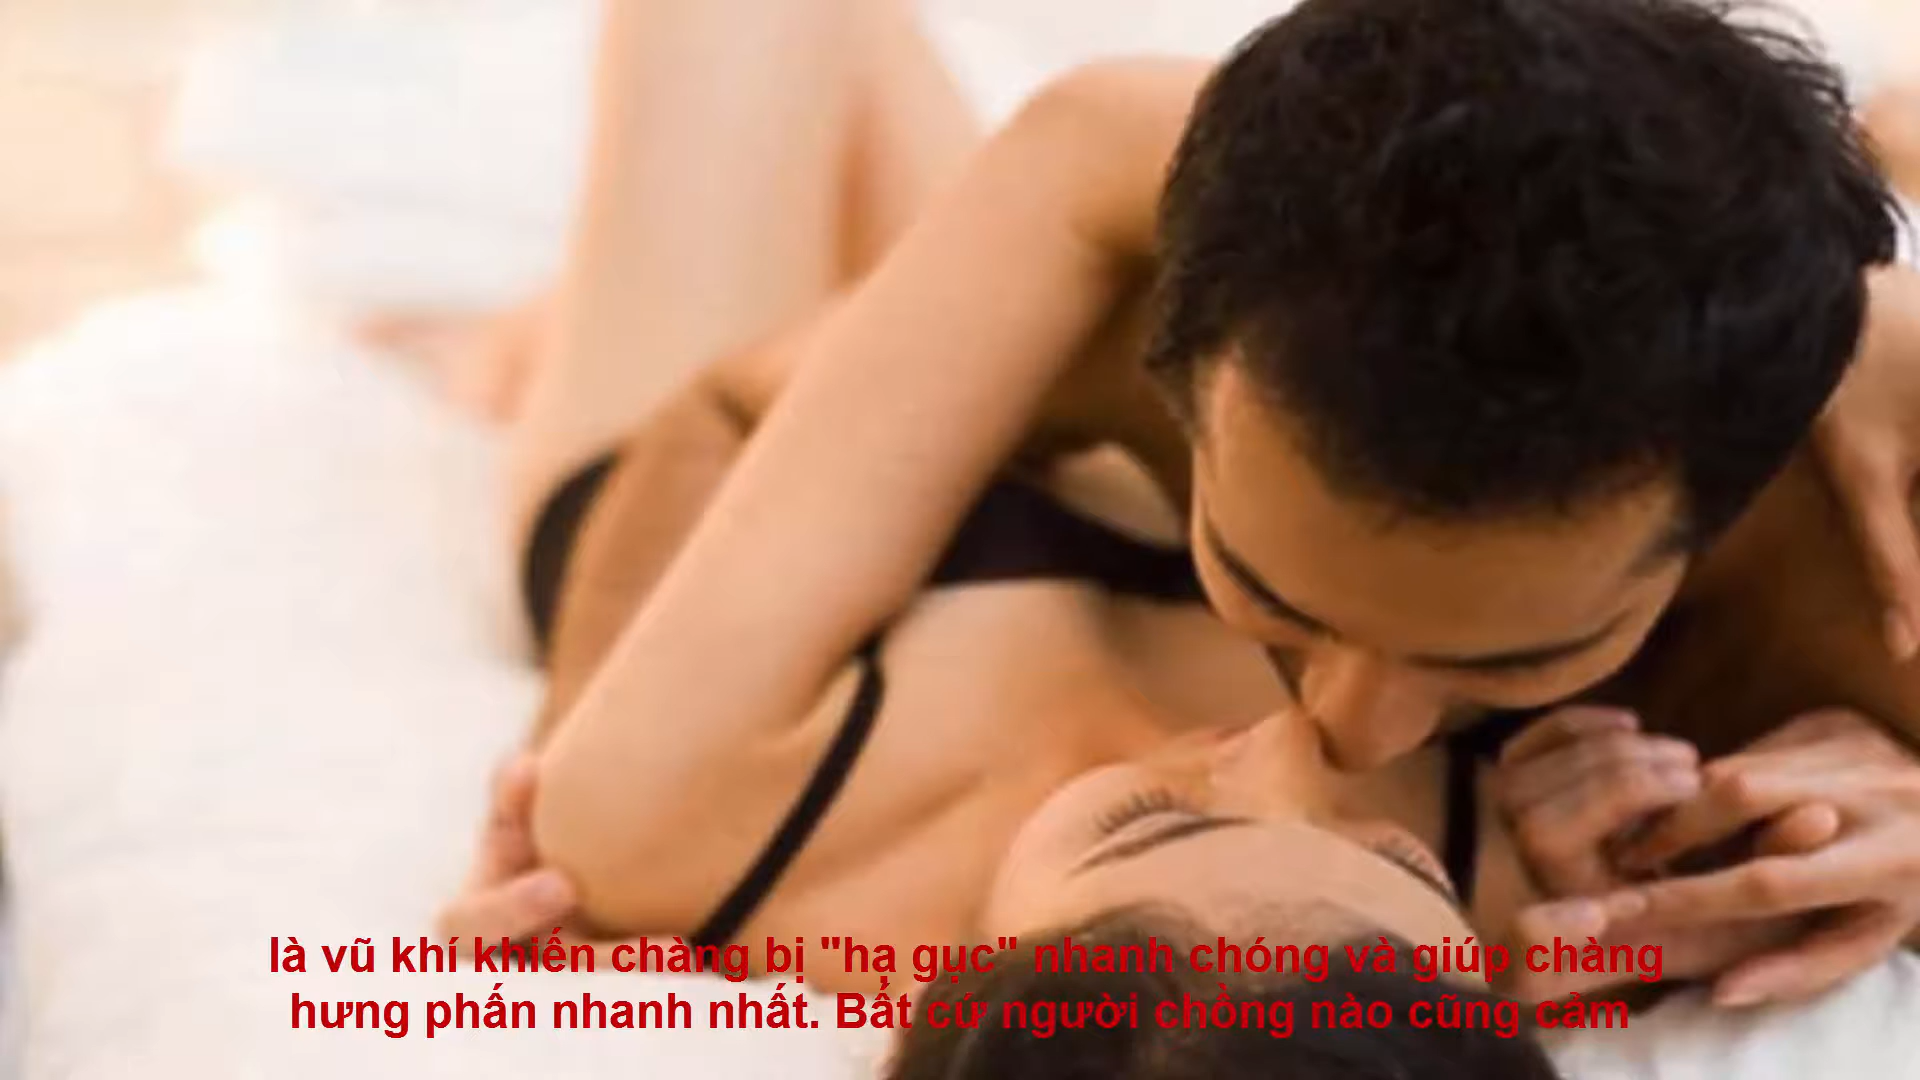 là vũ khí khiến chàng bị "hạ gục" nhanh chóng và giúp chàng
hưng phấn nhanh nhất. Bất cứ người chồng nào cũng cảm